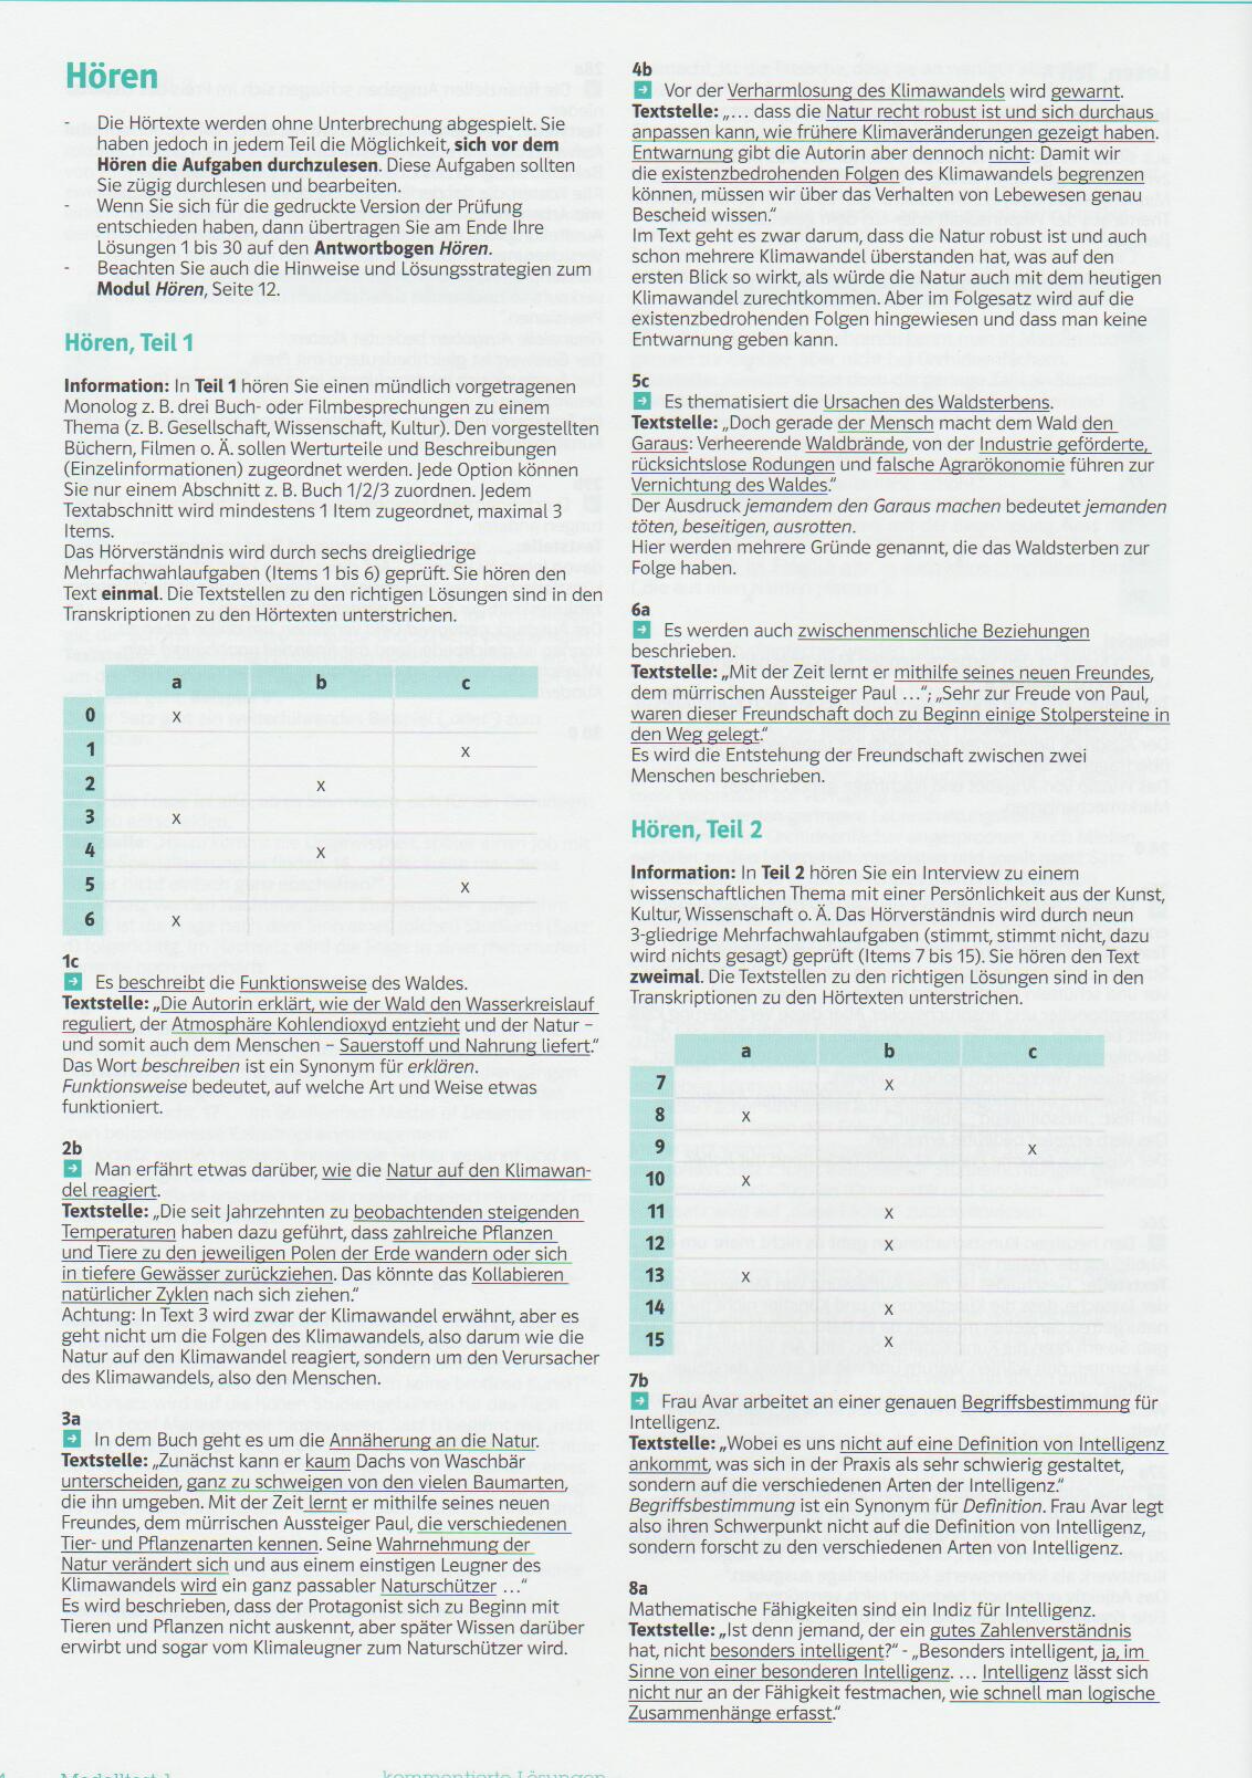 Hören
- Die Hörtexte werden ohne Unterbrechung abgespielt. Sie
haben jedoch in jedem Teil die Möglichkeit, sich vor dem
Hören die Aufgaben durchzulesen. Diese Aufgaben sollten
Sie zügig durchlesen und bearbeiten.
- Wenn Sie sich für die gedruckte Version der Prüfung
entschieden haben, dann übertragen Sie am Ende Ihre
Lösungen 1 bis 30 auf den Antwortbogen Hören.
- Beachten Sie auch die Hinweise und Lösungsstrategien zum
Modul Hören, Seite 12.
Hören, Teil 1
Information: In Teil 1 hören Sie einen mündlich vorgetragenen
Monolog z. B. drei Buch- oder Filmbesprechungen zu einem
Thema (z. B. Gesellschaft, Wissenschaft, Kultur). Den vorgestellten
Büchern, Filmen o. Ä. sollen Werturteile und Beschreibungen
(Einzelinformationen) zugeordnet werden. Jede Option können
Sie nur einem Abschnitt z. B. Buch 1/2/3 zuordnen. Jedem
Textabschnitt wird mindestens 1 Item zugeordnet, maximal 3
Items.
Das Hörverständnis wird durch sechs dreigliedrige
Mehrfachwahlaufgaben (Items 1 bis 6) geprüft. Sie hören den
Text einmal. Die Textstellen zu den richtigen Lösungen sind in den
Transkriptionen zu den Hörtexten unterstrichen.
a b c
0 x
1 x
2 x
3 x
4 x
5 x
6 x
1c
Es beschreibt die Funktionsweise des Waldes.
Textstelle: „Die Autorin erklärt, wie der Wald den Wasserkreislauf
reguliert, der Atmosphäre Kohlendioxyd entzieht und der Natur –
und somit auch dem Menschen – Sauerstoff und Nahrung liefert.“
Das Wort beschreiben ist ein Synonym für erklären.
Funktionsweise bedeutet, auf welche Art und Weise etwas
funktioniert.
2b
Man erfährt etwas darüber, wie die Natur auf den Klimawan-
del reagiert.
Textstelle: „Die seit Jahrzehnten zu beobachtenden steigenden
Temperaturen haben dazu geführt, dass zahlreiche Pflanzen
und Tiere zu den jeweiligen Polen der Erde wandern oder sich
in tiefere Gewässer zurückziehen. Das könnte das Kollabieren
natürlicher Zyklen nach sich ziehen.“
Achtung: In Text 3 wird zwar der Klimawandel erwähnt, aber es
geht nicht um die Folgen des Klimawandels, also darum wie die
Natur auf den Klimawandel reagiert, sondern um den Verursacher
des Klimawandels, also den Menschen.
3a
In dem Buch geht es um die Annäherung an die Natur.
Textstelle: „Zunächst kann er kaum Dachs von Waschbär
unterscheiden, ganz zu schweigen von den vielen Baumarten,
die ihn umgeben. Mit der Zeit lernt er mithilfe seines neuen
Freundes, dem mürrischen Aussteiger Paul, die verschiedenen
Tier- und Pflanzenarten kennen. Seine Wahrnehmung der
Natur verändert sich und aus einem einstigen Leugner des
Klimawandels wird ein ganz passabler Naturschützer ...“
Es wird beschrieben, dass der Protagonist sich zu Beginn mit
Tieren und Pflanzen nicht auskennt, aber später Wissen darüber
erwirbt und sogar vom Klimaleugner zum Naturschützer wird.
4b
Vor der Verharmlosung des Klimawandels wird gewarnt.
Textstelle: „... dass die Natur recht robust ist und sich durchaus
anpassen kann, wie frühere Klimaveränderungen gezeigt haben.
Entwarnung gibt die Autorin aber dennoch nicht: Damit wir
die existenzbedrohenden Folgen des Klimawandels begrenzen
können, müssen wir über das Verhalten von Lebewesen genau
Bescheid wissen.“
Im Text geht es zwar darum, dass die Natur robust ist und auch
schon mehrere Klimawandel überstanden hat, was auf den
ersten Blick so wirkt, als würde die Natur auch mit dem heutigen
Klimawandel zurechtkommen. Aber im Folgesatz wird auf die
existenzbedrohenden Folgen hingewiesen und dass man keine
Entwarnung geben kann.
5c
Es thematisiert die Ursachen des Waldsterbens.
Textstelle: „Doch gerade der Mensch macht dem Wald den
Garaus: Verheerende Waldbrände, von der Industrie geförderte,
rücksichtslose Rodungen und falsche Agrarökonomie führen zur
Vernichtung des Waldes.“
Der Ausdruck jemandem den Garaus machen bedeutet jemanden
töten, beseitigen, ausrotten.
Hier werden mehrere Gründe genannt, die das Waldsterben zur
Folge haben.
6a
Es werden auch zwischenmenschliche Beziehungen
beschrieben.
Textstelle: „Mit der Zeit lernt er mithilfe seines neuen Freundes,
dem mürrischen Aussteiger Paul ...“; „Sehr zur Freude von Paul,
waren dieser Freundschaft doch zu Beginn einige Stolpersteine in
den Weg gelegt.“
Es wird die Entstehung der Freundschaft zwischen zwei
Menschen beschrieben.
Hören, Teil 2
Information: In Teil 2 hören Sie ein Interview zu einem
wissenschaftlichen Thema mit einer Persönlichkeit aus der Kunst,
Kultur, Wissenschaft o. Ä. Das Hörverständnis wird durch neun
3-gliedrige Mehrfachwahlaufgaben (stimmt, stimmt nicht, dazu
wird nichts gesagt) geprüft (Items 7 bis 15). Sie hören den Text
zweimal. Die Textstellen zu den richtigen Lösungen sind in den
Transkriptionen zu den Hörtexten unterstrichen.
a b c
7 x
8 x
9 x
10 x
11 x
12 x
13 x
14 x
15 x
7b
Frau Avar arbeitet an einer genauen Begriffsbestimmung für
Intelligenz.
Textstelle: „Wobei es uns nicht auf eine Definition von Intelligenz
ankommt, was sich in der Praxis als sehr schwierig gestaltet,
sondern auf die verschiedenen Arten der Intelligenz.“
Begriffsbestimmung ist ein Synonym für Definition. Frau Avar legt
also ihren Schwerpunkt nicht auf die Definition von Intelligenz,
sondern forscht zu den verschiedenen Arten von Intelligenz.
8a
Mathematische Fähigkeiten sind ein Indiz für Intelligenz.
Textstelle: „Ist denn jemand, der ein gutes Zahlenverständnis
hat, nicht besonders intelligent?“ - „Besonders intelligent, ja, im
Sinne von einer besonderen Intelligenz. ... Intelligenz lässt sich
nicht nur an der Fähigkeit festmachen, wie schnell man logische
Zusammenhänge erfasst.“